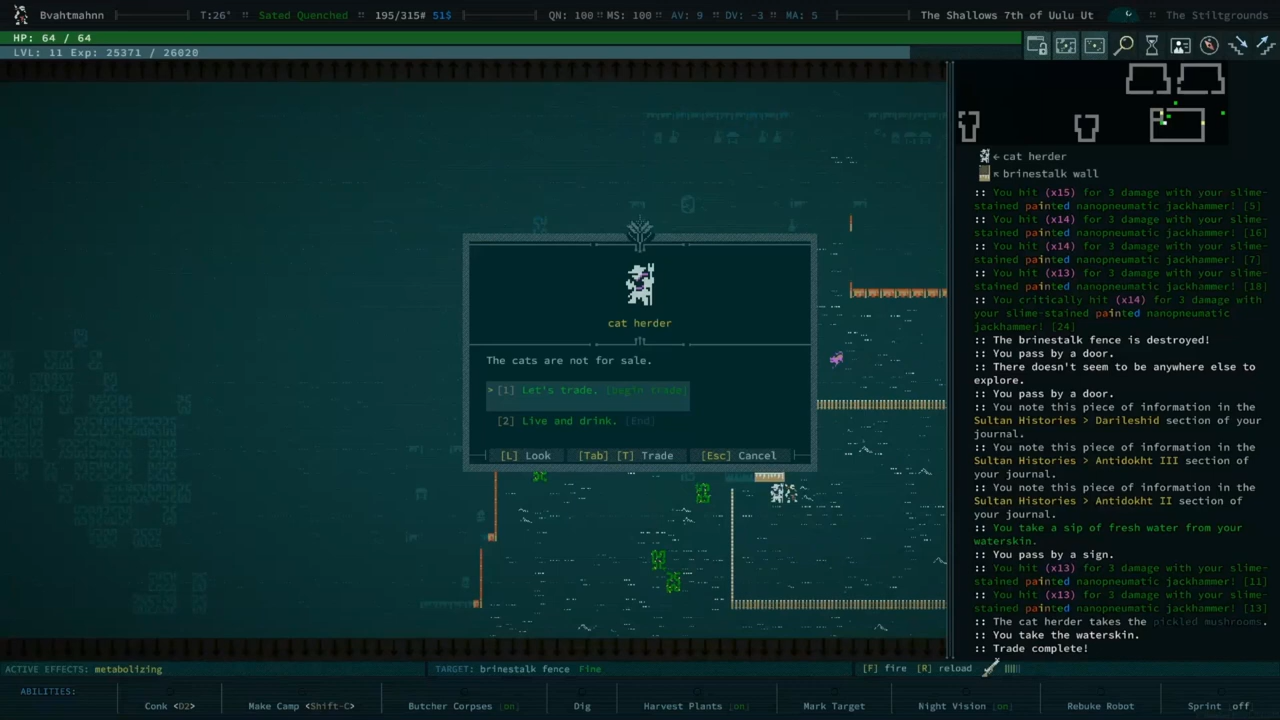 Bvahtmahnn T:26° Sated Quenched 195/315# 51$ QN: 100 MS: 100 AV: 9 DV: -3 MA: 5 The Shallows 7th of Uulu Ut The Stiltgrounds
HP: 64 / 64
LVL: 11 Exp: 25371 / 26020
← cat herder
↖ brinestalk wall
:: You hit (x15) for 3 damage with your slime-
stained painted nanopneumatic jackhammer! [5]
:: You hit (x14) for 3 damage with your slime-
stained painted nanopneumatic jackhammer! [16]
:: You hit (x14) for 3 damage with your slime-
stained painted nanopneumatic jackhammer! [7]
:: You hit (x13) for 3 damage with your slime-
stained painted nanopneumatic jackhammer! [18]
:: You critically hit (x14) for 3 damage with
your slime-stained painted nanopneumatic
jackhammer! [24]
:: The brinestalk fence is destroyed!
:: You pass by a door.
:: There doesn't seem to be anywhere else to
explore.
:: You pass by a door.
:: You note this piece of information in the
Sultan Histories > Darileshid section of your
journal.
:: You note this piece of information in the
Sultan Histories > Antidokht III section of
your journal.
:: You note this piece of information in the
Sultan Histories > Antidokht II section of
your journal.
:: You take a sip of fresh water from your
waterskin.
:: You pass by a sign.
:: You hit (x13) for 3 damage with your slime-
stained painted nanopneumatic jackhammer! [11]
:: You hit (x13) for 3 damage with your slime-
stained painted nanopneumatic jackhammer! [13]
:: The cat herder takes the pickled mushrooms.
:: You take the waterskin.
:: Trade complete!
cat herder
The cats are not for sale.
> [1] Let's trade. [begin trade]
[2] Live and drink. [End]
[L] Look [Tab] [T] Trade [Esc] Cancel
ACTIVE EFFECTS: metabolizing TARGET: brinestalk fence Fine [F] fire [R] reload
ABILITIES: Conk <D2> Make Camp <Shift-C> Butcher Corpses [on] Dig Harvest Plants [on] Mark Target Night Vision [on] Rebuke Robot Sprint [off]